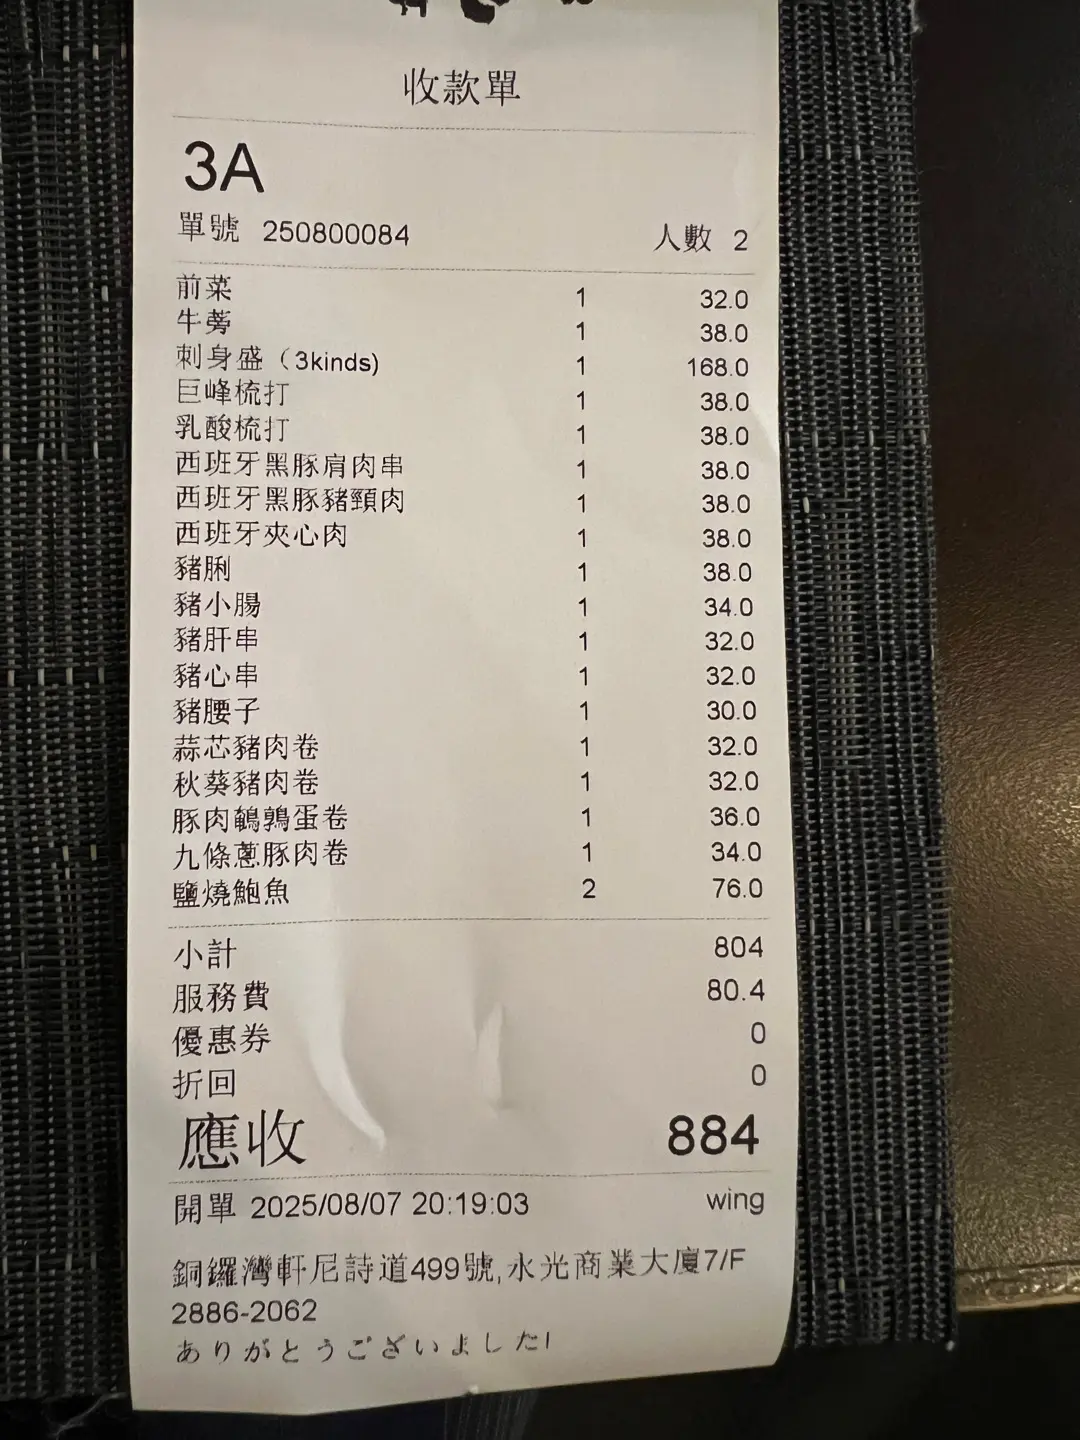 收款單
3A
單號 250800084 人數 2
前菜 1 32.0
牛蒡 1 38.0
刺身盛（3kinds) 1 168.0
巨峰梳打 1 38.0
乳酸梳打 1 38.0
西班牙黑豚肩肉串 1 38.0
西班牙黑豚豬頸肉 1 38.0
西班牙夾心肉 1 38.0
豬脷 1 38.0
豬小腸 1 34.0
豬肝串 1 32.0
豬心串 1 32.0
豬腰子 1 30.0
蒜芯豬肉卷 1 32.0
秋葵豬肉卷 1 32.0
豚肉鵪鶉蛋卷 1 36.0
九條蔥豚肉卷 1 34.0
鹽燒鮑魚 2 76.0
小計 804
服務費 80.4
優惠券 0
折回 0
應收 884
開單 2025/08/07 20:19:03 wing
銅鑼灣軒尼詩道499號,永光商業大廈7/F
2886-2062
ありがとうございました!